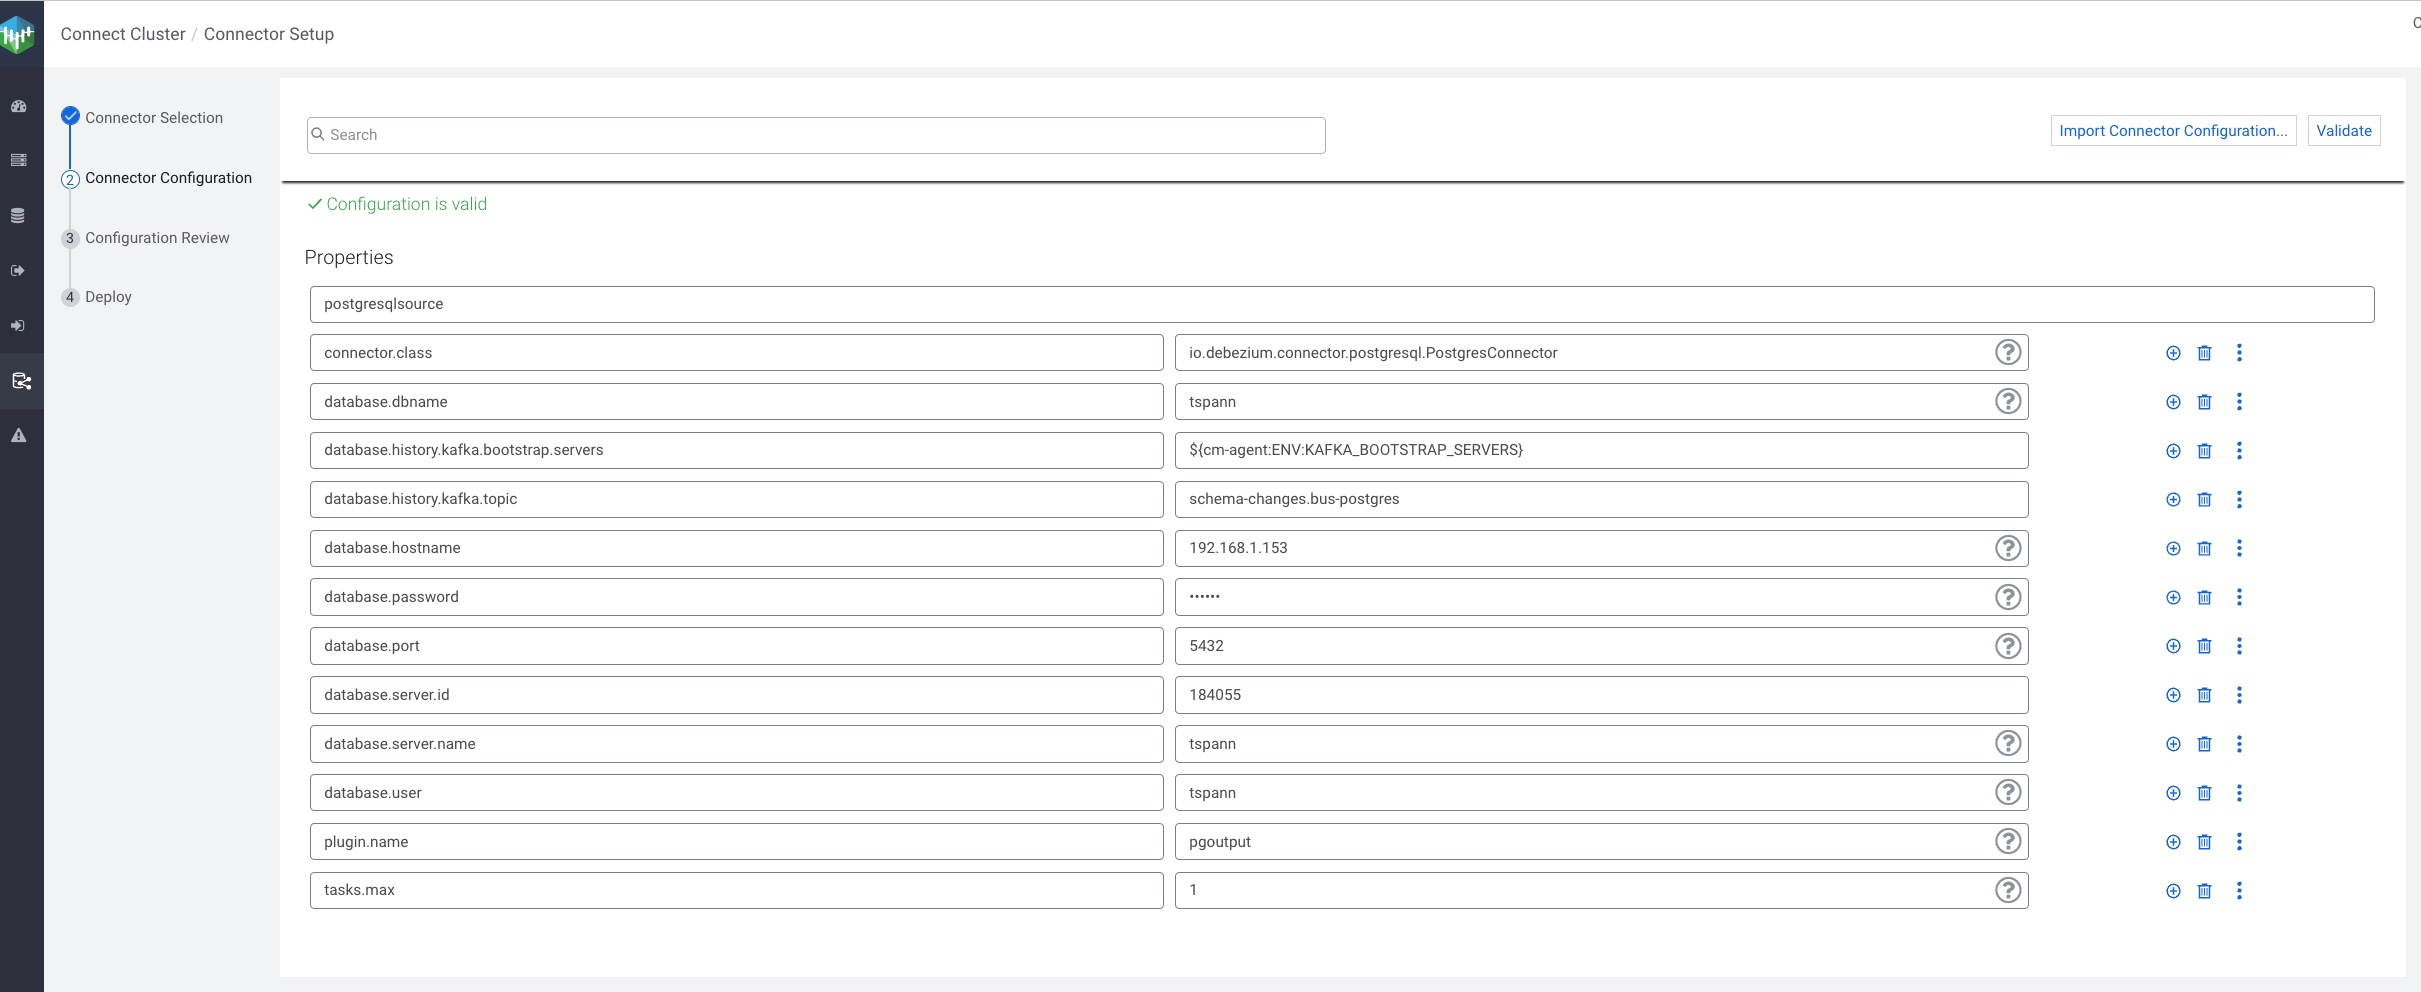 Connect Cluster / Connector Setup
Connector Selection
2 Connector Configuration
3 Configuration Review
4 Deploy
Search
Import Connector Configuration...
Validate
Configuration is valid
Properties
postgresqlsource
connector.class io.debezium.connector.postgresql.PostgresConnector
database.dbname tspann
database.history.kafka.bootstrap.servers ${cm-agent:ENV:KAFKA_BOOTSTRAP_SERVERS}
database.history.kafka.topic schema-changes.bus-postgres
database.hostname 192.168.1.153
database.password ••••••
database.port 5432
database.server.id 184055
database.server.name tspann
database.user tspann
plugin.name pgoutput
tasks.max 1